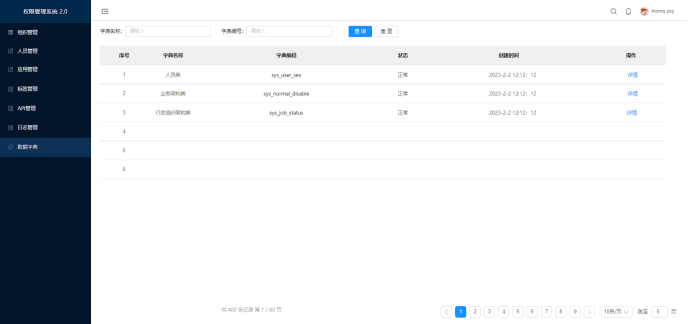 权限管理系统 2.0
momo.zxy
组织管理
人员管理
应用管理
标签管理
API管理
日志管理
数据字典
字典名称: 请输入 字典编号: 请输入 查 询 重 置
序号 字典名称 字典编码 状态 创建时间 操作
1 人员类 sys_user_sex 正常 2023-2-2 12:12：12 详情
2 业务架构类 sys_normal_disable 正常 2023-2-2 12:12：12 详情
3 行政组织架构类 sys_job_status 正常 2023-2-2 12:12：12 详情
4
5
6
共 400 条记录 第 1 / 80 页 1 2 3 4 5 6 7 8 9 10条/页 跳至 5 页